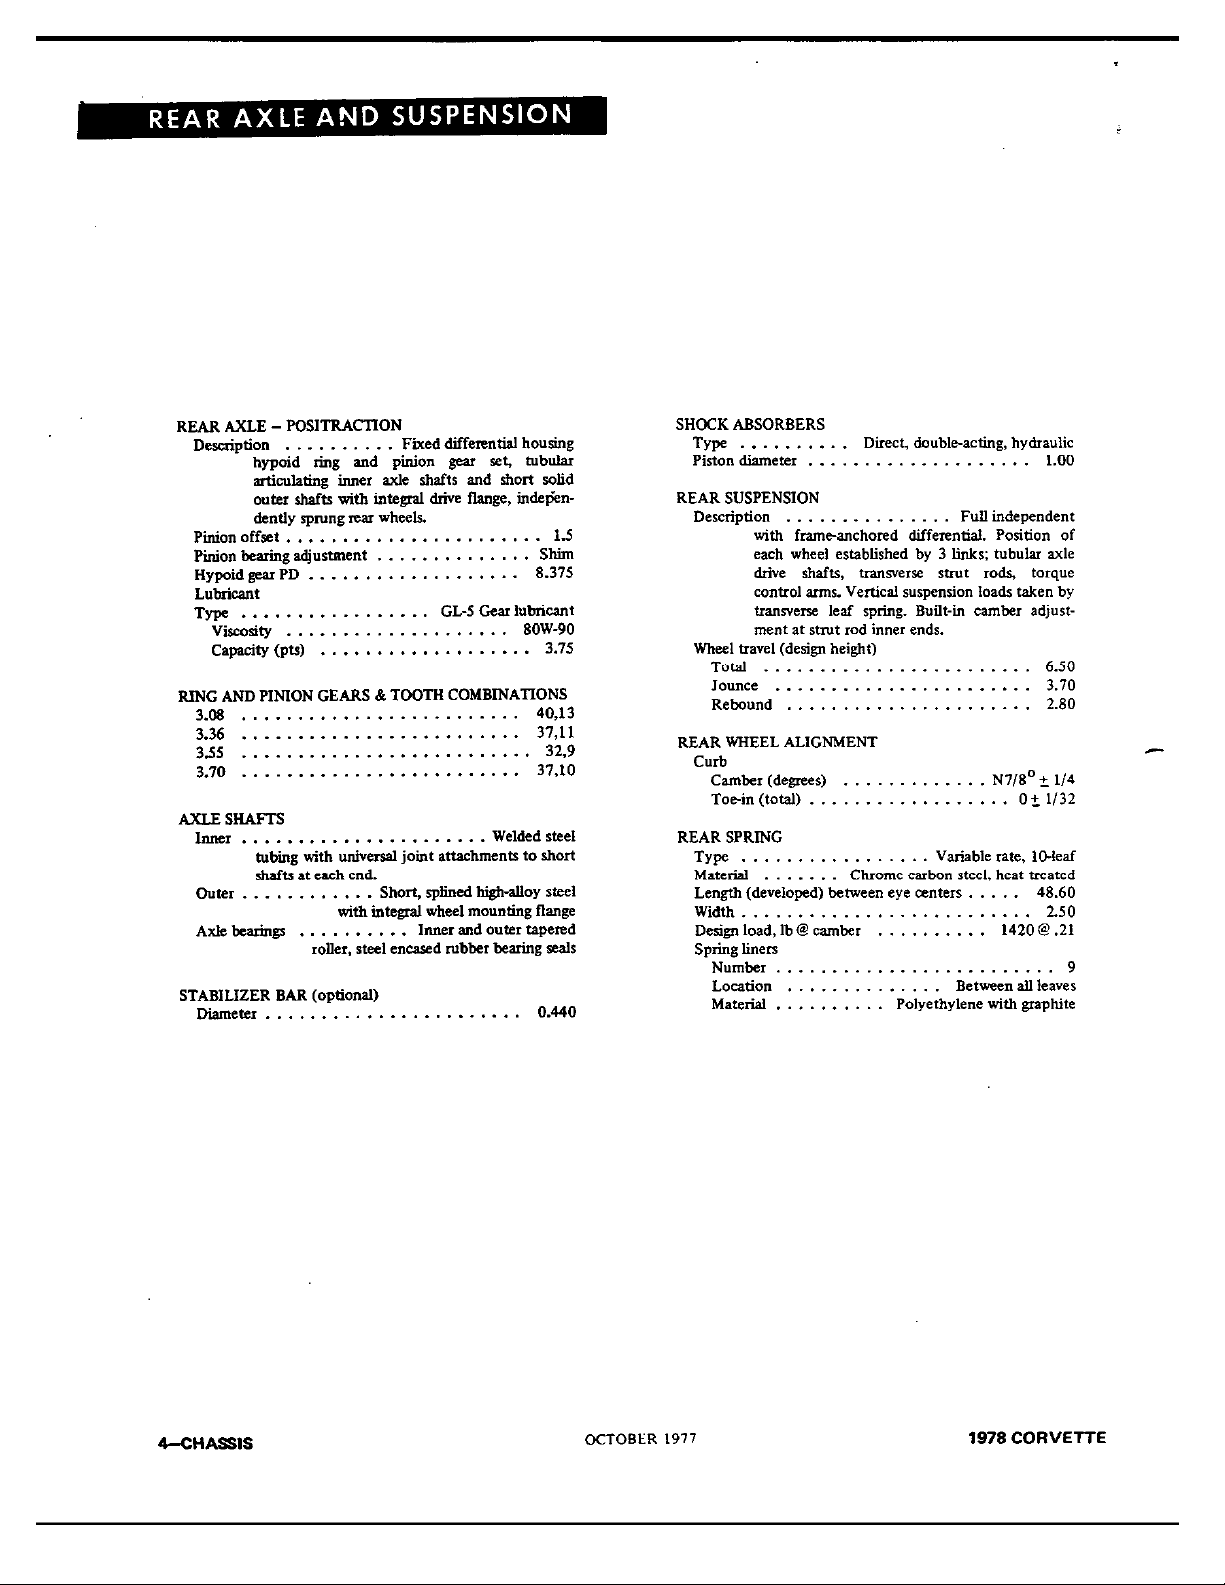 REAR AXLE AND SUSPENSION
REAR AXLE – POSITRACTION
Description . . . . . . . . . . Fixed differential housing
hypoid ring and pinion gear set, tubular
articulating inner axle shafts and short solid
outer shafts with integral drive flange, indepen-
dently sprung rear wheels.
Pinion offset . . . . . . . . . . . . . . . . . . . . . . . 1.5
Pinion bearing adjustment . . . . . . . . . . . . . . Shim
Hypoid gear PD . . . . . . . . . . . . . . . . . . . 8.375
Lubricant
Type . . . . . . . . . . . . . . . . . GL-5 Gear lubricant
Viscosity . . . . . . . . . . . . . . . . . . . . 80W-90
Capacity (pts) . . . . . . . . . . . . . . . . . . . 3.75
RING AND PINION GEARS & TOOTH COMBINATIONS
3.08 . . . . . . . . . . . . . . . . . . . . . . . . . 40,13
3.36 . . . . . . . . . . . . . . . . . . . . . . . . . 37,11
3.55 . . . . . . . . . . . . . . . . . . . . . . . . . . 32,9
3.70 . . . . . . . . . . . . . . . . . . . . . . . . . 37,10
AXLE SHAFTS
Inner . . . . . . . . . . . . . . . . . . . . . . Welded steel
tubing with universal joint attachments to short
shafts at each end.
Outer . . . . . . . . . . . . Short, splined high-alloy steel
with integral wheel mounting flange
Axle bearings . . . . . . . . . . Inner and outer tapered
roller, steel encased rubber bearing seals
STABILIZER BAR (optional)
Diameter . . . . . . . . . . . . . . . . . . . . . . . 0.440
SHOCK ABSORBERS
Type . . . . . . . . . . Direct, double-acting, hydraulic
Piston diameter . . . . . . . . . . . . . . . . . . . . 1.00
REAR SUSPENSION
Description . . . . . . . . . . . . . . . Full independent
with frame-anchored differential. Position of
each wheel established by 3 links; tubular axle
drive shafts, transverse strut rods, torque
control arms. Vertical suspension loads taken by
transverse leaf spring. Built-in camber adjust-
ment at strut rod inner ends.
Wheel travel (design height)
Total . . . . . . . . . . . . . . . . . . . . . . . . 6.50
Jounce . . . . . . . . . . . . . . . . . . . . . . . 3.70
Rebound . . . . . . . . . . . . . . . . . . . . . . 2.80
REAR WHEEL ALIGNMENT
Curb
Camber (degrees) . . . . . . . . . . . . . N7/8° ± 1/4
Toe-in (total) . . . . . . . . . . . . . . . . . . 0 ± 1/32
REAR SPRING
Type . . . . . . . . . . . . . . . . . Variable rate, 10-leaf
Material . . . . . . . Chrome carbon steel, heat treated
Length (developed) between eye centers . . . . . 48.60
Width . . . . . . . . . . . . . . . . . . . . . . . . . . 2.50
Design load, lb @ camber . . . . . . . . . . 1420 @ .21
Spring liners
Number . . . . . . . . . . . . . . . . . . . . . . . . . 9
Location . . . . . . . . . . . . . . Between all leaves
Material . . . . . . . . . . Polyethylene with graphite
4—CHASSIS
OCTOBER 1977
1978 CORVETTE